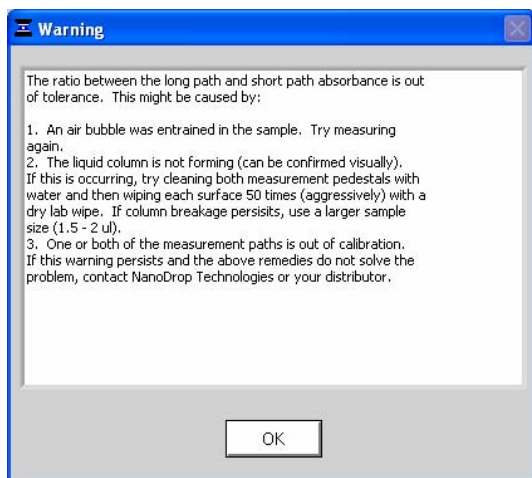 Warning
The ratio between the long path and short path absorbance is out
of tolerance.  This might be caused by:
1.  An air bubble was entrained in the sample.  Try measuring
again.
2.  The liquid column is not forming (can be confirmed visually).
If this is occurring, try cleaning both measurement pedestals with
water and then wiping each surface 50 times (aggressively) with a
dry lab wipe.  If column breakage persisits, use a larger sample
size (1.5 - 2 ul).
3.  One or both of the measurement paths is out of calibration.
If this warning persists and the above remedies do not solve the
problem, contact NanoDrop Technologies or your distributor.
OK